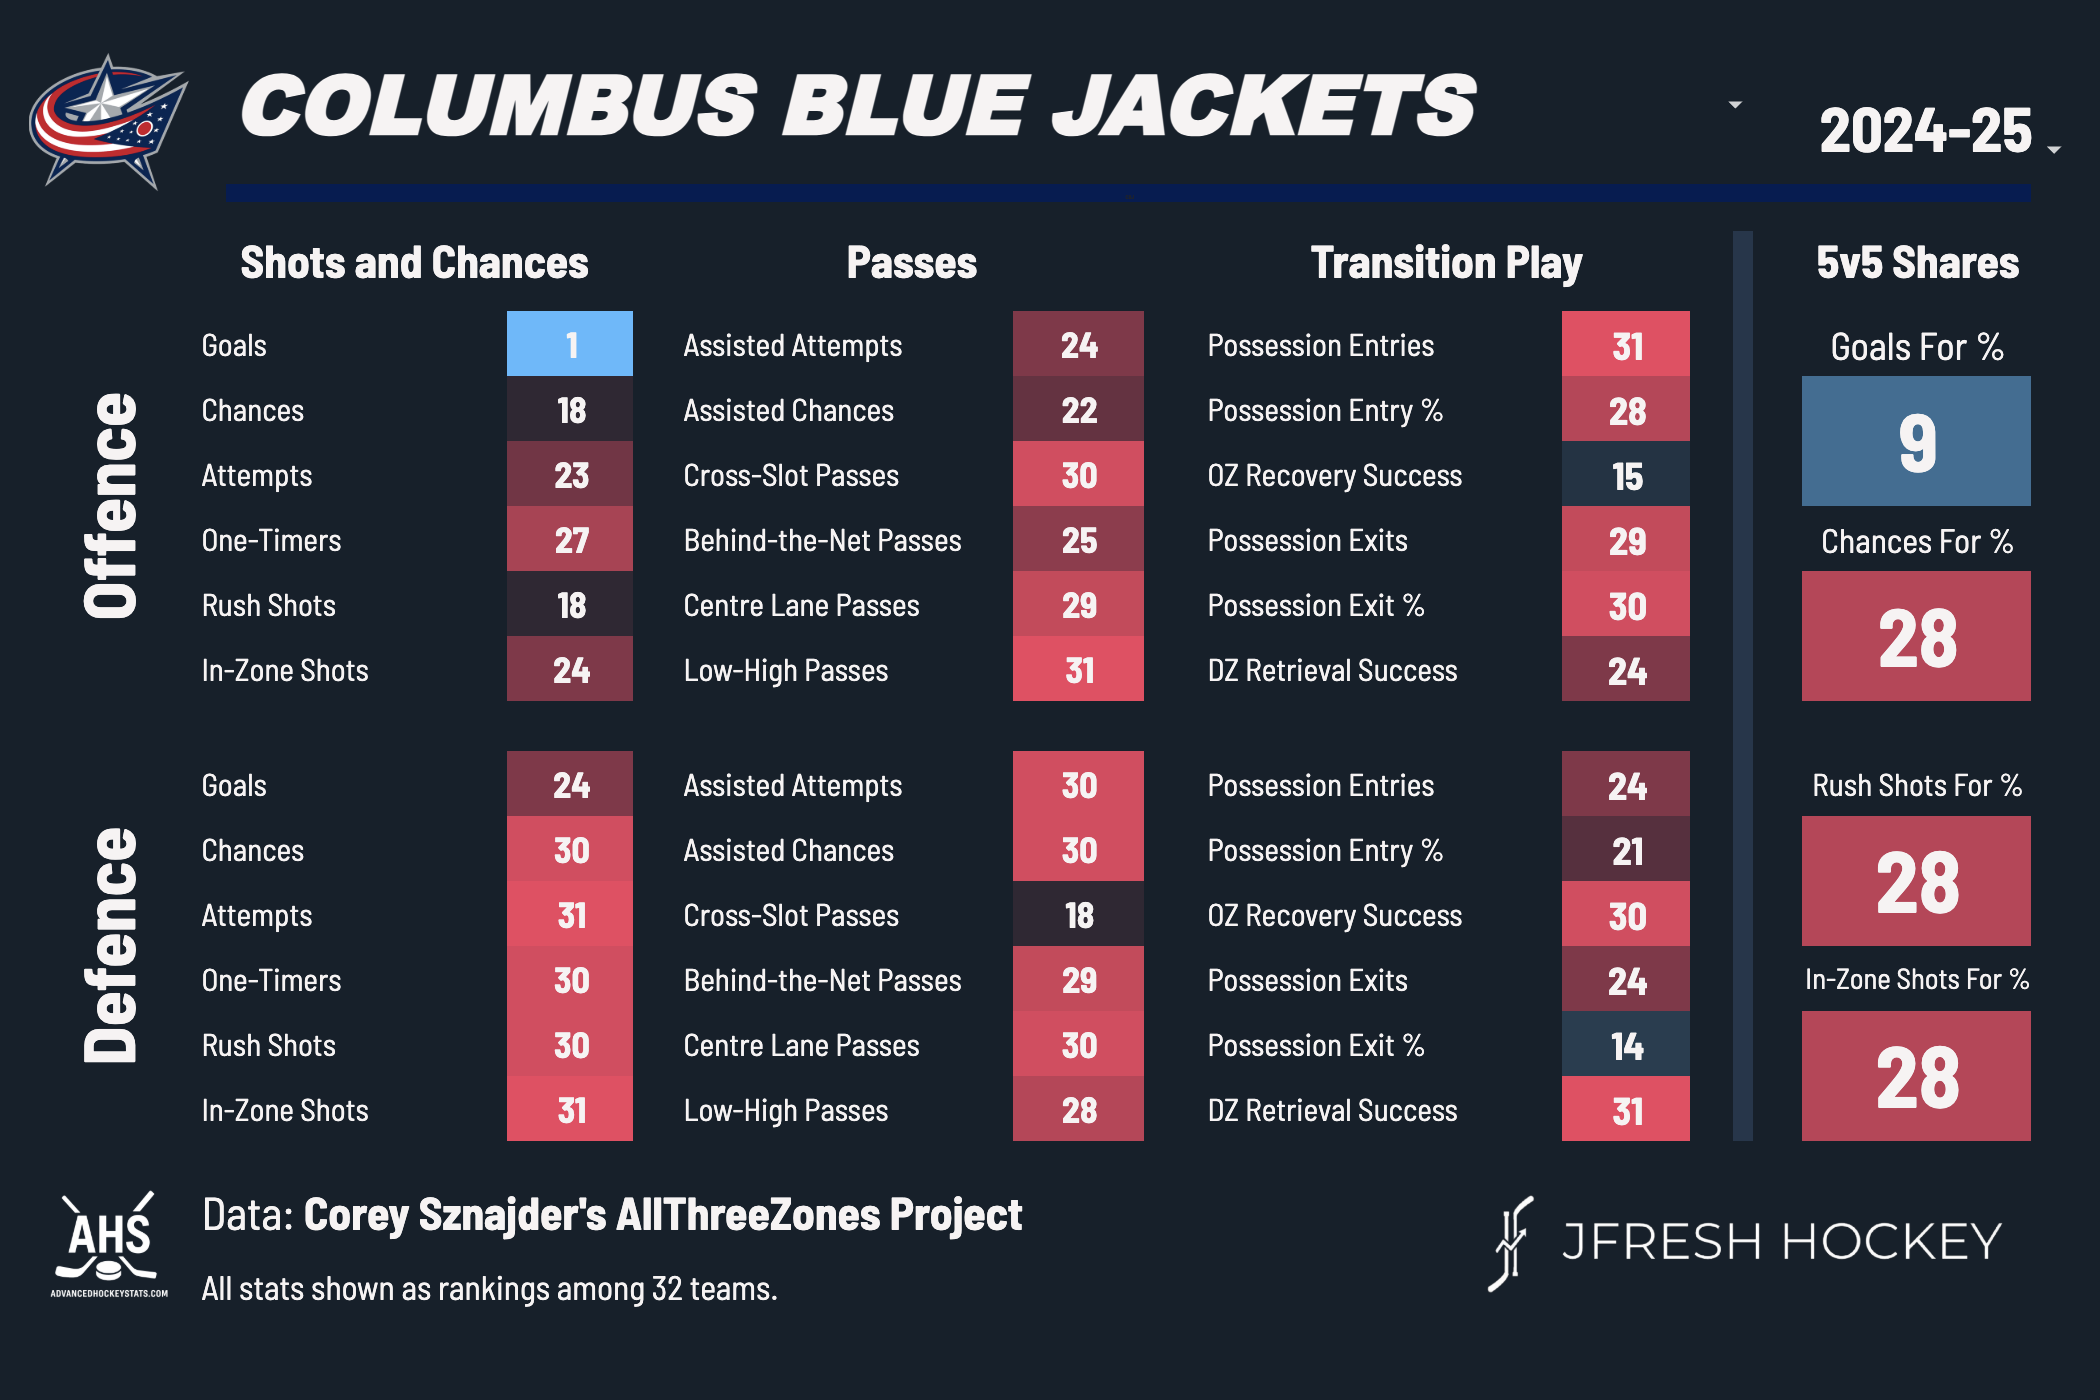 COLUMBUS BLUE JACKETS
2024-25
Shots and Chances Passes Transition Play 5v5 Shares
Offence
Goals 1 Assisted Attempts 24 Possession Entries 31 Goals For %
Chances 18 Assisted Chances 22 Possession Entry % 28 9
Attempts 23 Cross-Slot Passes 30 OZ Recovery Success 15
One-Timers 27 Behind-the-Net Passes 25 Possession Exits 29 Chances For %
Rush Shots 18 Centre Lane Passes 29 Possession Exit % 30 28
In-Zone Shots 24 Low-High Passes 31 DZ Retrieval Success 24
Defence
Goals 24 Assisted Attempts 30 Possession Entries 24 Rush Shots For %
Chances 30 Assisted Chances 30 Possession Entry % 21 28
Attempts 31 Cross-Slot Passes 18 OZ Recovery Success 30
One-Timers 30 Behind-the-Net Passes 29 Possession Exits 24 In-Zone Shots For %
Rush Shots 30 Centre Lane Passes 30 Possession Exit % 14 28
In-Zone Shots 31 Low-High Passes 28 DZ Retrieval Success 31
AHS
ADVANCEDHOCKEYSTATS.COM
Data: Corey Sznajder's AllThreeZones Project
All stats shown as rankings among 32 teams.
JFRESH HOCKEY